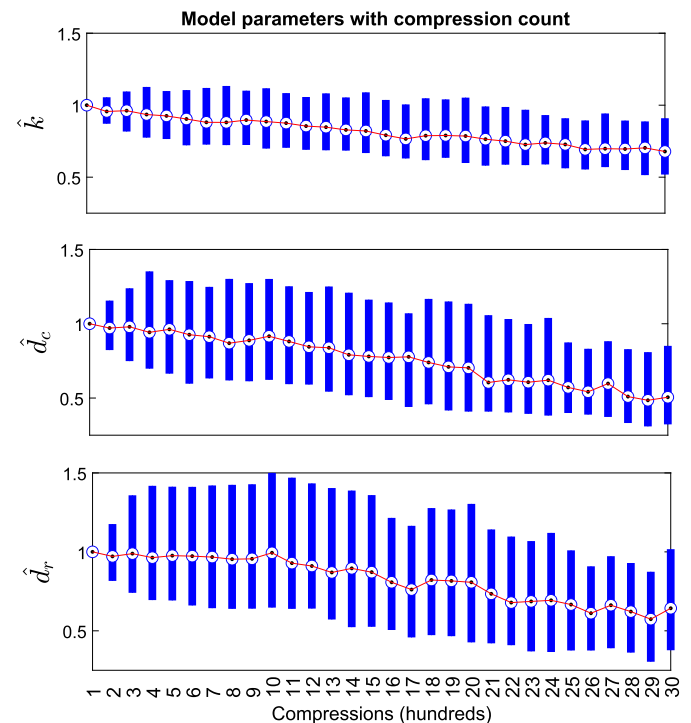 Model parameters with compression count
1.5
1
0.5
k̂
1.5
1
0.5
d̂c
1.5
1
0.5
d̂r
1 2 3 4 5 6 7 8 9 10 11 12 13 14 15 16 17 18 19 20 21 22 23 24 25 26 27 28 29 30
Compressions (hundreds)